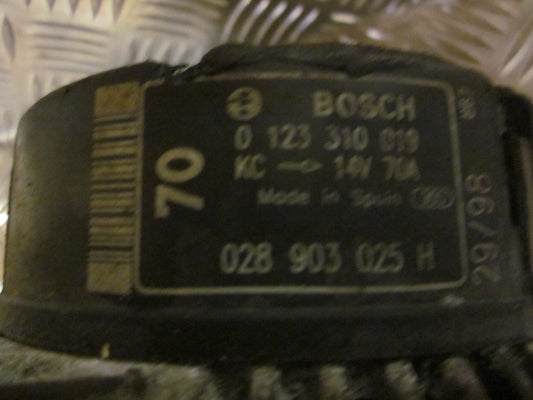 BOSCH
0 123 310 019
KC 14V 70A
Made in Spain
028 903 025 H
70
29/98